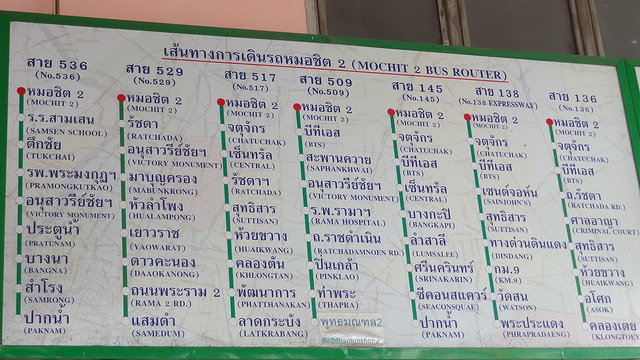 เส้นทางการเดินรถหมอชิต 2 (MOCHIT 2 BUS ROUTER)
สาย 536
(No.536)
หมอชิต 2
(MOCHIT 2)
ร.ร.สามเสน
(SAMSEN SCHOOL)
ตึกชัย
(TUKCHAI)
รพ.พระมงกุฎฯ
(PRAMONGKUTKAO)
อนุสาวรีย์ชัยฯ
(VICTORY MONUMENT)
ประตูน้ำ
(PRATUNAM)
บางนา
(BANGNA)
สำโรง
(SAMRONG)
ปากน้ำ
(PAKNAM)
สาย 529
(No.529)
หมอชิต 2
(MOCHIT 2)
รัชดา
(RATCHADA)
อนุสาวรีย์ชัยฯ
(VICTORY MONUMENT)
มาบุญครอง
(MABUNKRONG)
หัวลำโพง
(HUALAMPONG)
เยาวราช
(YAOWARAT)
ดาวคะนอง
(DAAOKANONG)
ถนนพระราม 2
(RAMA 2 RD.)
แสมดำ
(SAMEDUM)
สาย 517
(No.517)
หมอชิต 2
(MOCHIT 2)
จตุจักร
(CHATUCHAK)
เซ็นทรัล
(CENTRAL)
รัชดาฯ
(RATCHADA)
สุทธิสาร
(SUTTISAN)
ห้วยขวาง
(HUAIKWANG)
คลองตัน
(KHLONGTAN)
พัฒนาการ
(PHATTHANAKAN)
ลาดกระบัง
(LATKRABANG)
สาย 509
(No.509)
หมอชิต 2
(MOCHIT 2)
บีทีเอส
(BTS)
สะพานควาย
(SAPHANKHWAI)
อนุสาวรีย์ชัยฯ
(VICTORY MONUMENT)
ร.พ.รามาฯ
(RAMA HOSPITAL)
ถ.ราชดำเนิน
(RATCHADAMNOEN RD.)
ปิ่นเกล้า
(PINKLAO)
ท่าพระ
(THAPRA)
พุทธมณฑล2
สาย 145
(No.145)
หมอชิต 2
(MOCHIT 2)
จตุจักร
(CHATUCHAK)
บีทีเอส
(BTS)
เซ็นทรัล
(CENTRAL)
บางกะปิ
(BANGKAPI)
ลำสาลี
(LUMSALEE)
ศรีนครินทร์
(SRINAKARIN)
ซีคอนสแควร์
(SEACONSQUAE)
ปากน้ำ
(PAKNAM)
สาย 138
(No.138 EXPRESSWAY)
หมอชิต 2
(MOCHIT 2)
จตุจักร
(CHATUCHAK)
บีทีเอส
(BTS)
เซนต์จอห์น
(SAINJOHN'S)
สุทธิสาร
(SUTTISAN)
ทางด่วนดินแดง
(DINDANG)
กม.9
(KM.9)
วัดสน
(WATSON)
พระประแดง
(PHRAPRADAENG)
สาย 136
(No.136)
หมอชิต 2
(MOCHIT 2)
จตุจักร
(CHATUCHAK)
บีทีเอส
(BTS)
ถ.รัชดา
(RATCHADA RD.)
ศาลอาญา
(CRIMINAL COURT)
สุทธิสาร
(SUTTISAN)
ห้วยขวาง
(HUAIKWANG)
อโศก
(ASOK)
คลองเตย